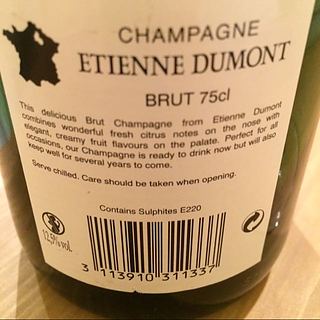 CHAMPAGNE
ETIENNE DUMONT
BRUT 75cl
This delicious Brut Champagne from Etienne Dumont
combines wonderful fresh citrus notes on the nose with
elegant, creamy fruit flavours on the palate. Perfect for all
occasions, our Champagne is ready to drink now but will also
keep well for several years to come.
Serve chilled. Care should be taken when opening.
Contains Sulphites E220
12,5%vol.
3 113910 311337